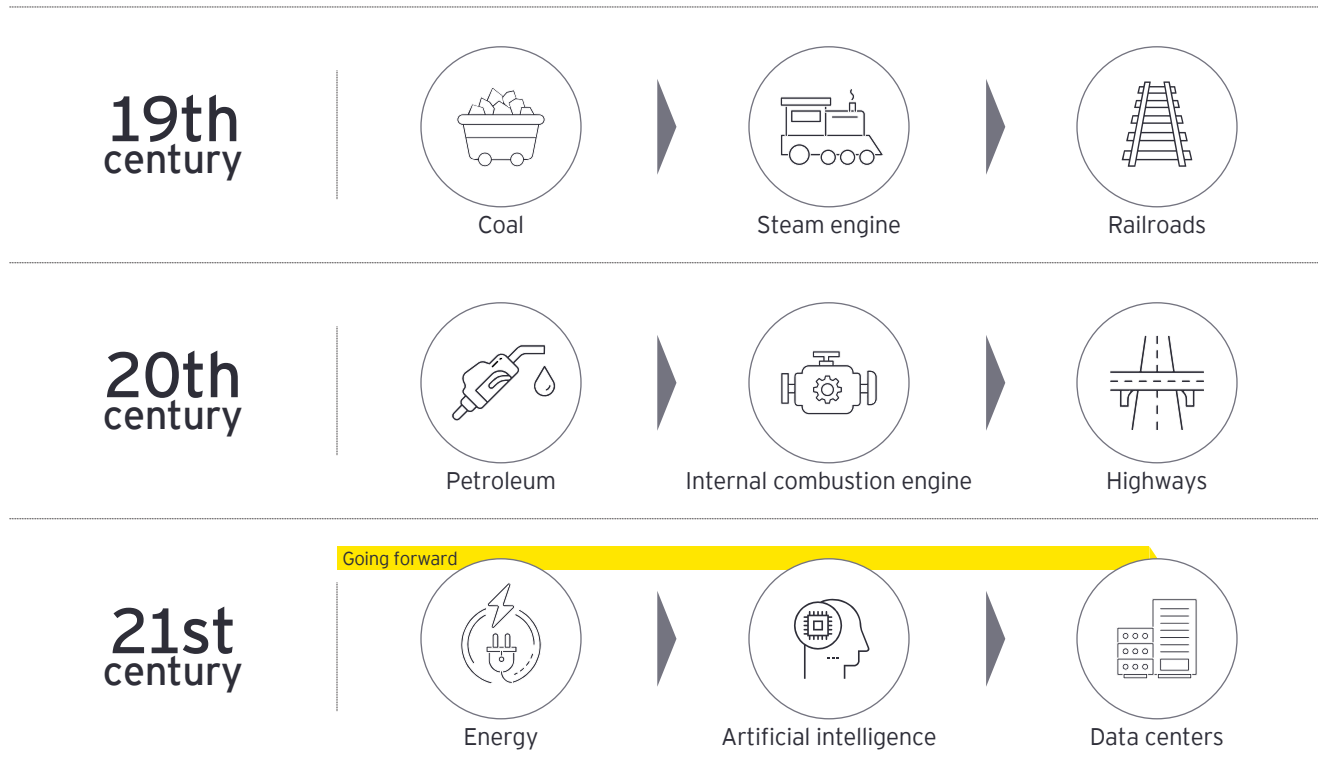 19th
century
Coal
Steam engine
Railroads
20th
century
Petroleum
Internal combustion engine
Highways
Going forward
21st
century
Energy
Artificial intelligence
Data centers